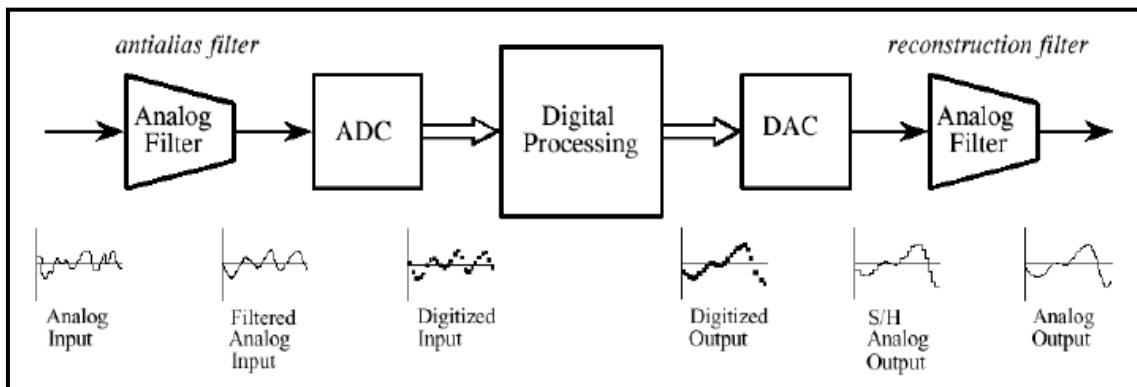 antialias filter
reconstruction filter
Analog
Filter
ADC
Digital
Processing
DAC
Analog
Filter
Analog
Input
Filtered
Analog
Input
Digitized
Input
Digitized
Output
S/H
Analog
Output
Analog
Output